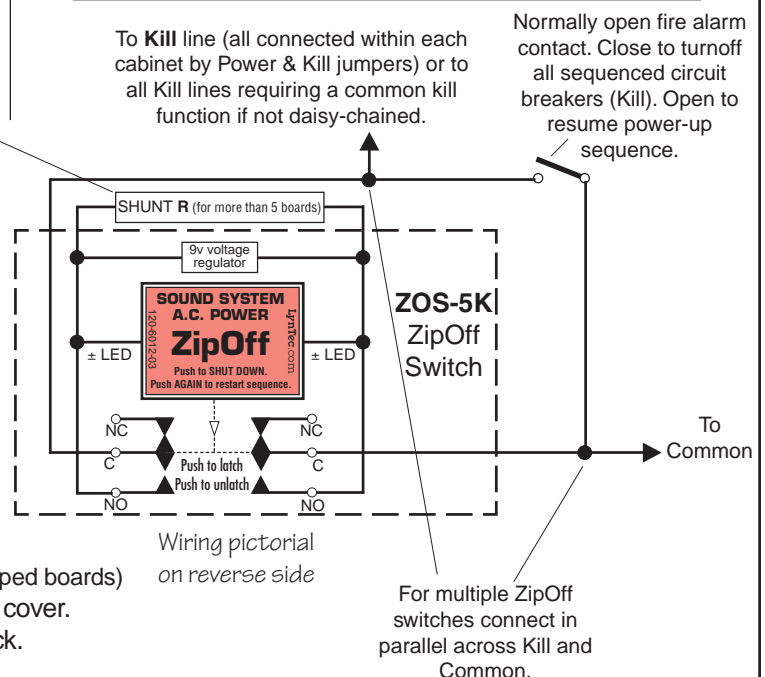 To Kill line (all connected within each
cabinet by Power & Kill jumpers) or to
all Kill lines requiring a common kill
function if not daisy-chained.
Normally open fire alarm
contact. Close to turnoff
all sequenced circuit
breakers (Kill). Open to
resume power-up
sequence.
SHUNT R (for more than 5 boards)
9v voltage
regulator
SOUND SYSTEM
A.C. POWER
ZipOff
Push to SHUT DOWN.
Push AGAIN to restart sequence.
120-6012-03
LynTec.com
± LED
± LED
ZOS-5K
ZipOff
Switch
NC
NC
C
C
Push to latch
Push to unlatch
NO
NO
To
Common
Wiring pictorial
on reverse side
ped boards)
cover.
ck.
For multiple ZipOff
switches connect in
parallel across Kill and
Common.